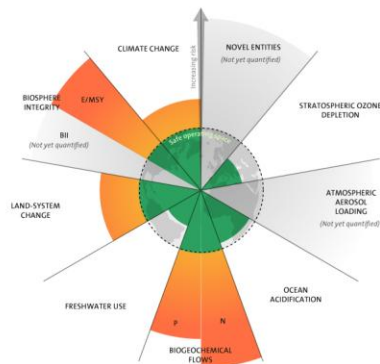 CLIMATE CHANGE
Increasing risk
NOVEL ENTITIES
(Not yet quantified)
STRATOSPHERIC OZONE
DEPLETION
ATMOSPHERIC
AEROSOL
LOADING
(Not yet quantified)
OCEAN
ACIDIFICATION
N
P
BIOGEOCHEMICAL
FLOWS
FRESHWATER USE
LAND-SYSTEM
CHANGE
BII
(Not yet quantified)
BIOSPHERE
INTEGRITY
E/MSY
Safe operating space